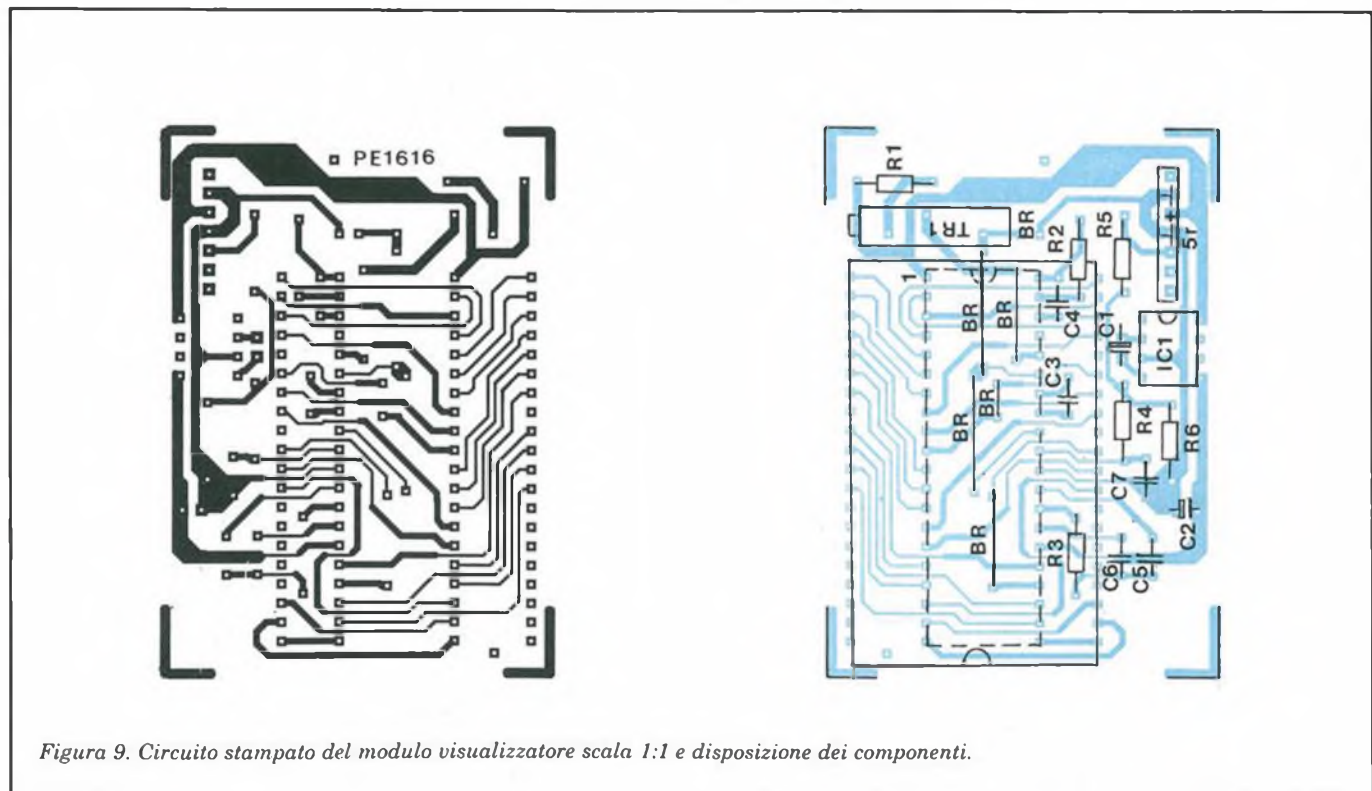 PE1616
R1
TR1
BR
R2
R5
5r
1
BR
BR
C4
C1
IC1
C3
BR
BR
R4
R6
C7
BR
R3
C2
C6
C5
Figura 9. Circuito stampato del modulo visualizzatore scala 1:1 e disposizione dei componenti.